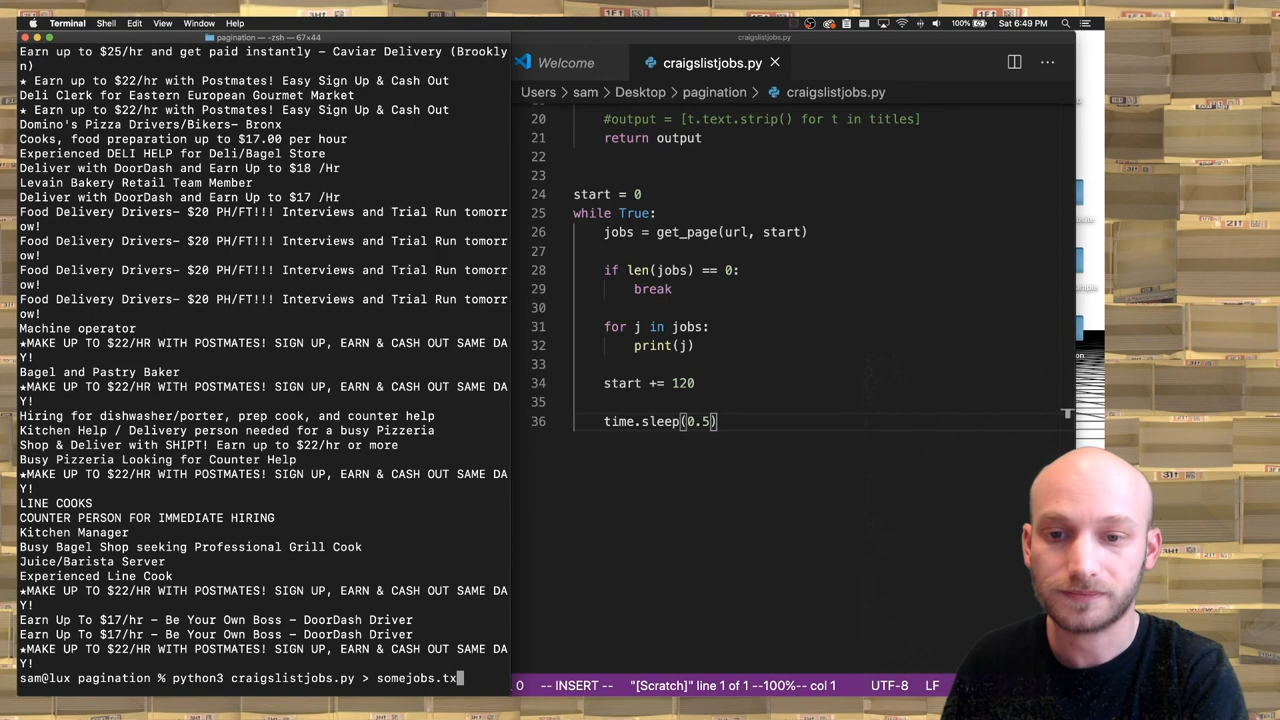 Terminal Shell Edit View Window Help
100% Sat 6:49 PM
pagination — -zsh — 67×44
Earn up to $25/hr and get paid instantly – Caviar Delivery (Brookly
n)
★ Earn up to $22/hr with Postmates! Easy Sign Up & Cash Out
Deli Clerk for Eastern European Gourmet Market
★ Earn up to $22/hr with Postmates! Easy Sign Up & Cash Out
Domino's Pizza Drivers/Bikers– Bronx
Cooks, food preparation up to $17.00 per hour
Experienced DELI HELP for Deli/Bagel Store
Deliver with DoorDash and Earn Up to $18 /Hr
Levain Bakery Retail Team Member
Deliver with DoorDash and Earn Up to $17 /Hr
Food Delivery Drivers– $20 PH/FT!!! Interviews and Trial Run tomorr
ow!
Food Delivery Drivers– $20 PH/FT!!! Interviews and Trial Run tomorr
ow!
Food Delivery Drivers– $20 PH/FT!!! Interviews and Trial Run tomorr
ow!
Food Delivery Drivers– $20 PH/FT!!! Interviews and Trial Run tomorr
ow!
Machine operator
★MAKE UP TO $22/HR WITH POSTMATES! SIGN UP, EARN & CASH OUT SAME DA
Y!
Bagel and Pastry Baker
★MAKE UP TO $22/HR WITH POSTMATES! SIGN UP, EARN & CASH OUT SAME DA
Y!
Hiring for dishwasher/porter, prep cook, and counter help
Kitchen Help / Delivery person needed for a busy Pizzeria
Shop & Deliver with SHIPT! Earn up to $22/hr or more
Busy Pizzeria Looking for Counter Help
★MAKE UP TO $22/HR WITH POSTMATES! SIGN UP, EARN & CASH OUT SAME DA
Y!
LINE COOKS
COUNTER PERSON FOR IMMEDIATE HIRING
Kitchen Manager
Busy Bagel Shop seeking Professional Grill Cook
Juice/Barista Server
Experienced Line Cook
★MAKE UP TO $22/HR WITH POSTMATES! SIGN UP, EARN & CASH OUT SAME DA
Y!
Earn Up To $17/hr – Be Your Own Boss – DoorDash Driver
Earn Up To $17/hr – Be Your Own Boss – DoorDash Driver
★MAKE UP TO $22/HR WITH POSTMATES! SIGN UP, EARN & CASH OUT SAME DA
Y!
sam@lux pagination % python3 craigslistjobs.py > somejobs.tx
craigslistjobs.py
Welcome
craigslistjobs.py
Users > sam > Desktop > pagination > craigslistjobs.py
20 #output = [t.text.strip() for t in titles]
21 return output
22
23
24 start = 0
25 while True:
26 jobs = get_page(url, start)
27
28 if len(jobs) == 0:
29 break
30
31 for j in jobs:
32 print(j)
33
34 start += 120
35
36 time.sleep(0.5)
0 -- INSERT -- "[Scratch]" line 1 of 1 --100%-- col 1 UTF-8 LF